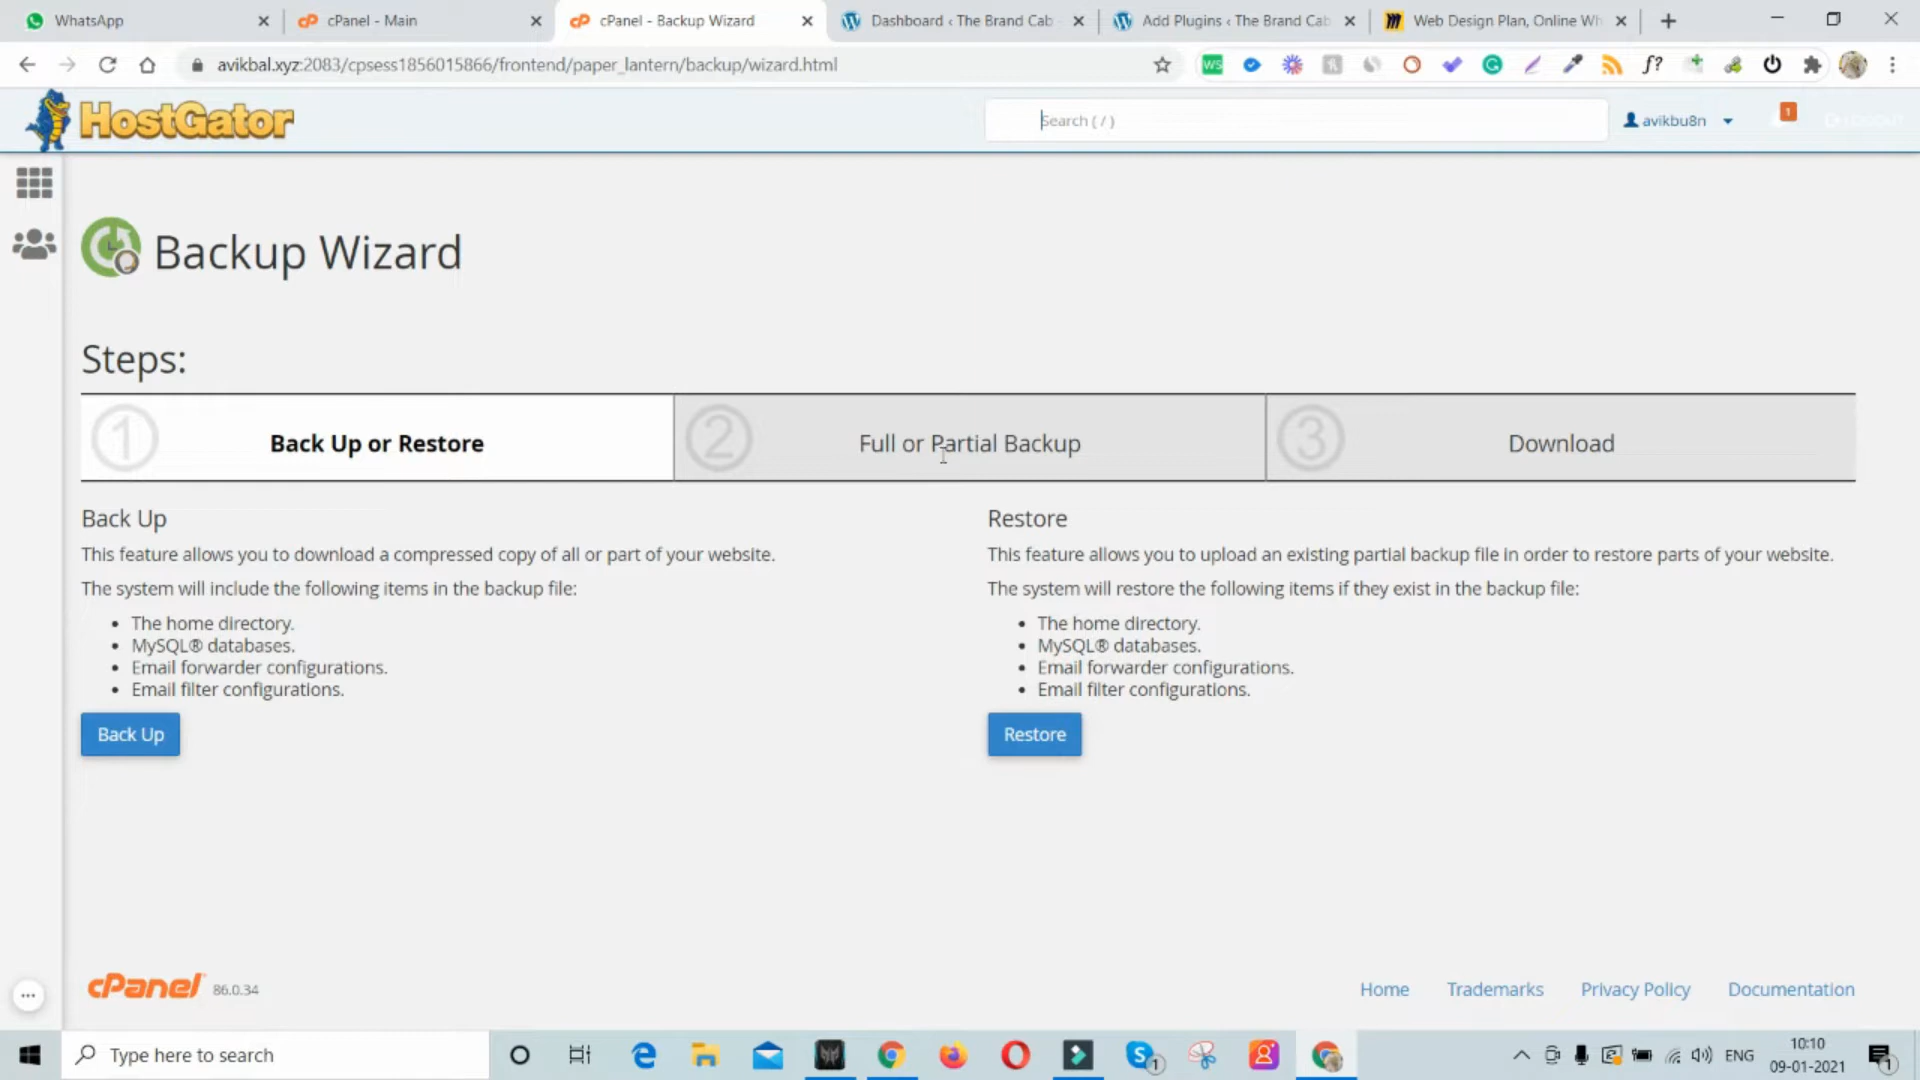 WhatsApp
cPanel - Main
cPanel - Backup Wizard
Dashboard ‹ The Brand Cab
Add Plugins ‹ The Brand Cab
Web Design Plan, Online Wh
avikbal.xyz:2083/cpsess1856015866/frontend/paper_lantern/backup/wizard.html
HostGator
Search ( / )
avikbu8n
1
Backup Wizard
Steps:
1 Back Up or Restore
2 Full or Partial Backup
3 Download
Back Up
This feature allows you to download a compressed copy of all or part of your website.
The system will include the following items in the backup file:
• The home directory.
• MySQL® databases.
• Email forwarder configurations.
• Email filter configurations.
Back Up
Restore
This feature allows you to upload an existing partial backup file in order to restore parts of your website.
The system will restore the following items if they exist in the backup file:
• The home directory.
• MySQL® databases.
• Email forwarder configurations.
• Email filter configurations.
Restore
cPanel 86.0.34
Home
Trademarks
Privacy Policy
Documentation
Type here to search
ENG
10:10
09-01-2021